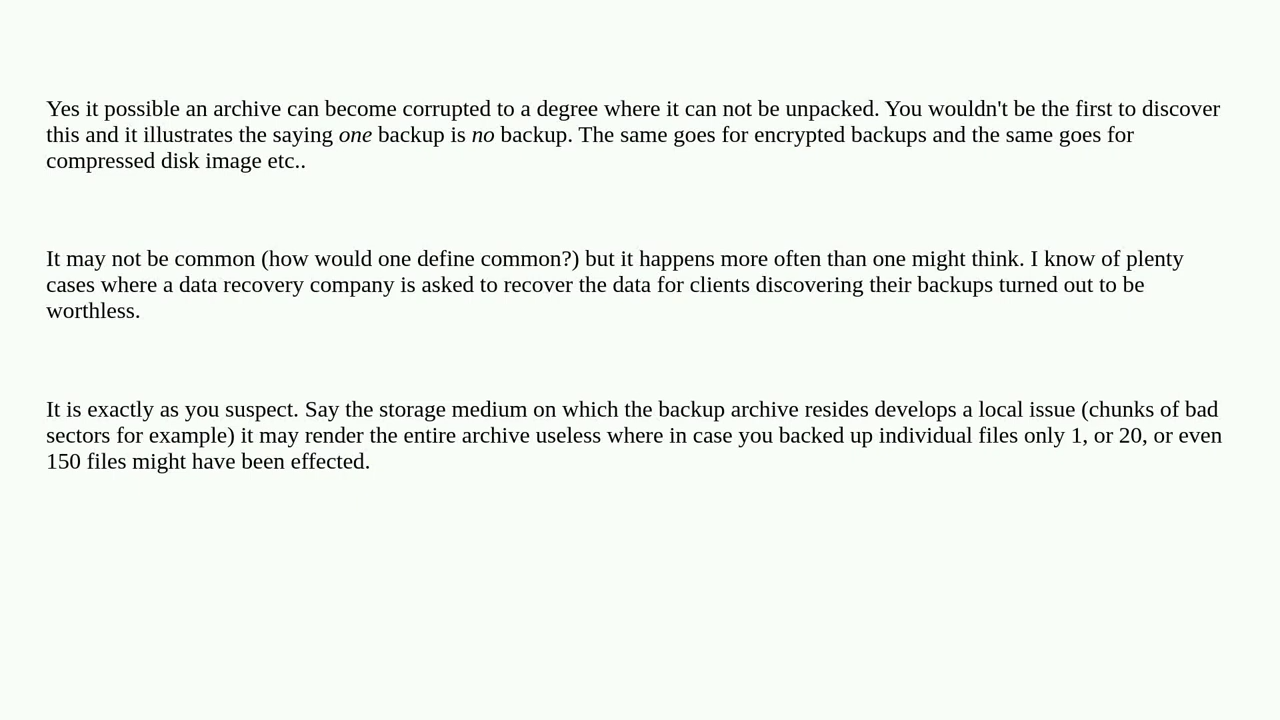 Yes it possible an archive can become corrupted to a degree where it can not be unpacked. You wouldn't be the first to discover
this and it illustrates the saying one backup is no backup. The same goes for encrypted backups and the same goes for
compressed disk image etc..
It may not be common (how would one define common?) but it happens more often than one might think. I know of plenty
cases where a data recovery company is asked to recover the data for clients discovering their backups turned out to be
worthless.
It is exactly as you suspect. Say the storage medium on which the backup archive resides develops a local issue (chunks of bad
sectors for example) it may render the entire archive useless where in case you backed up individual files only 1, or 20, or even
150 files might have been effected.